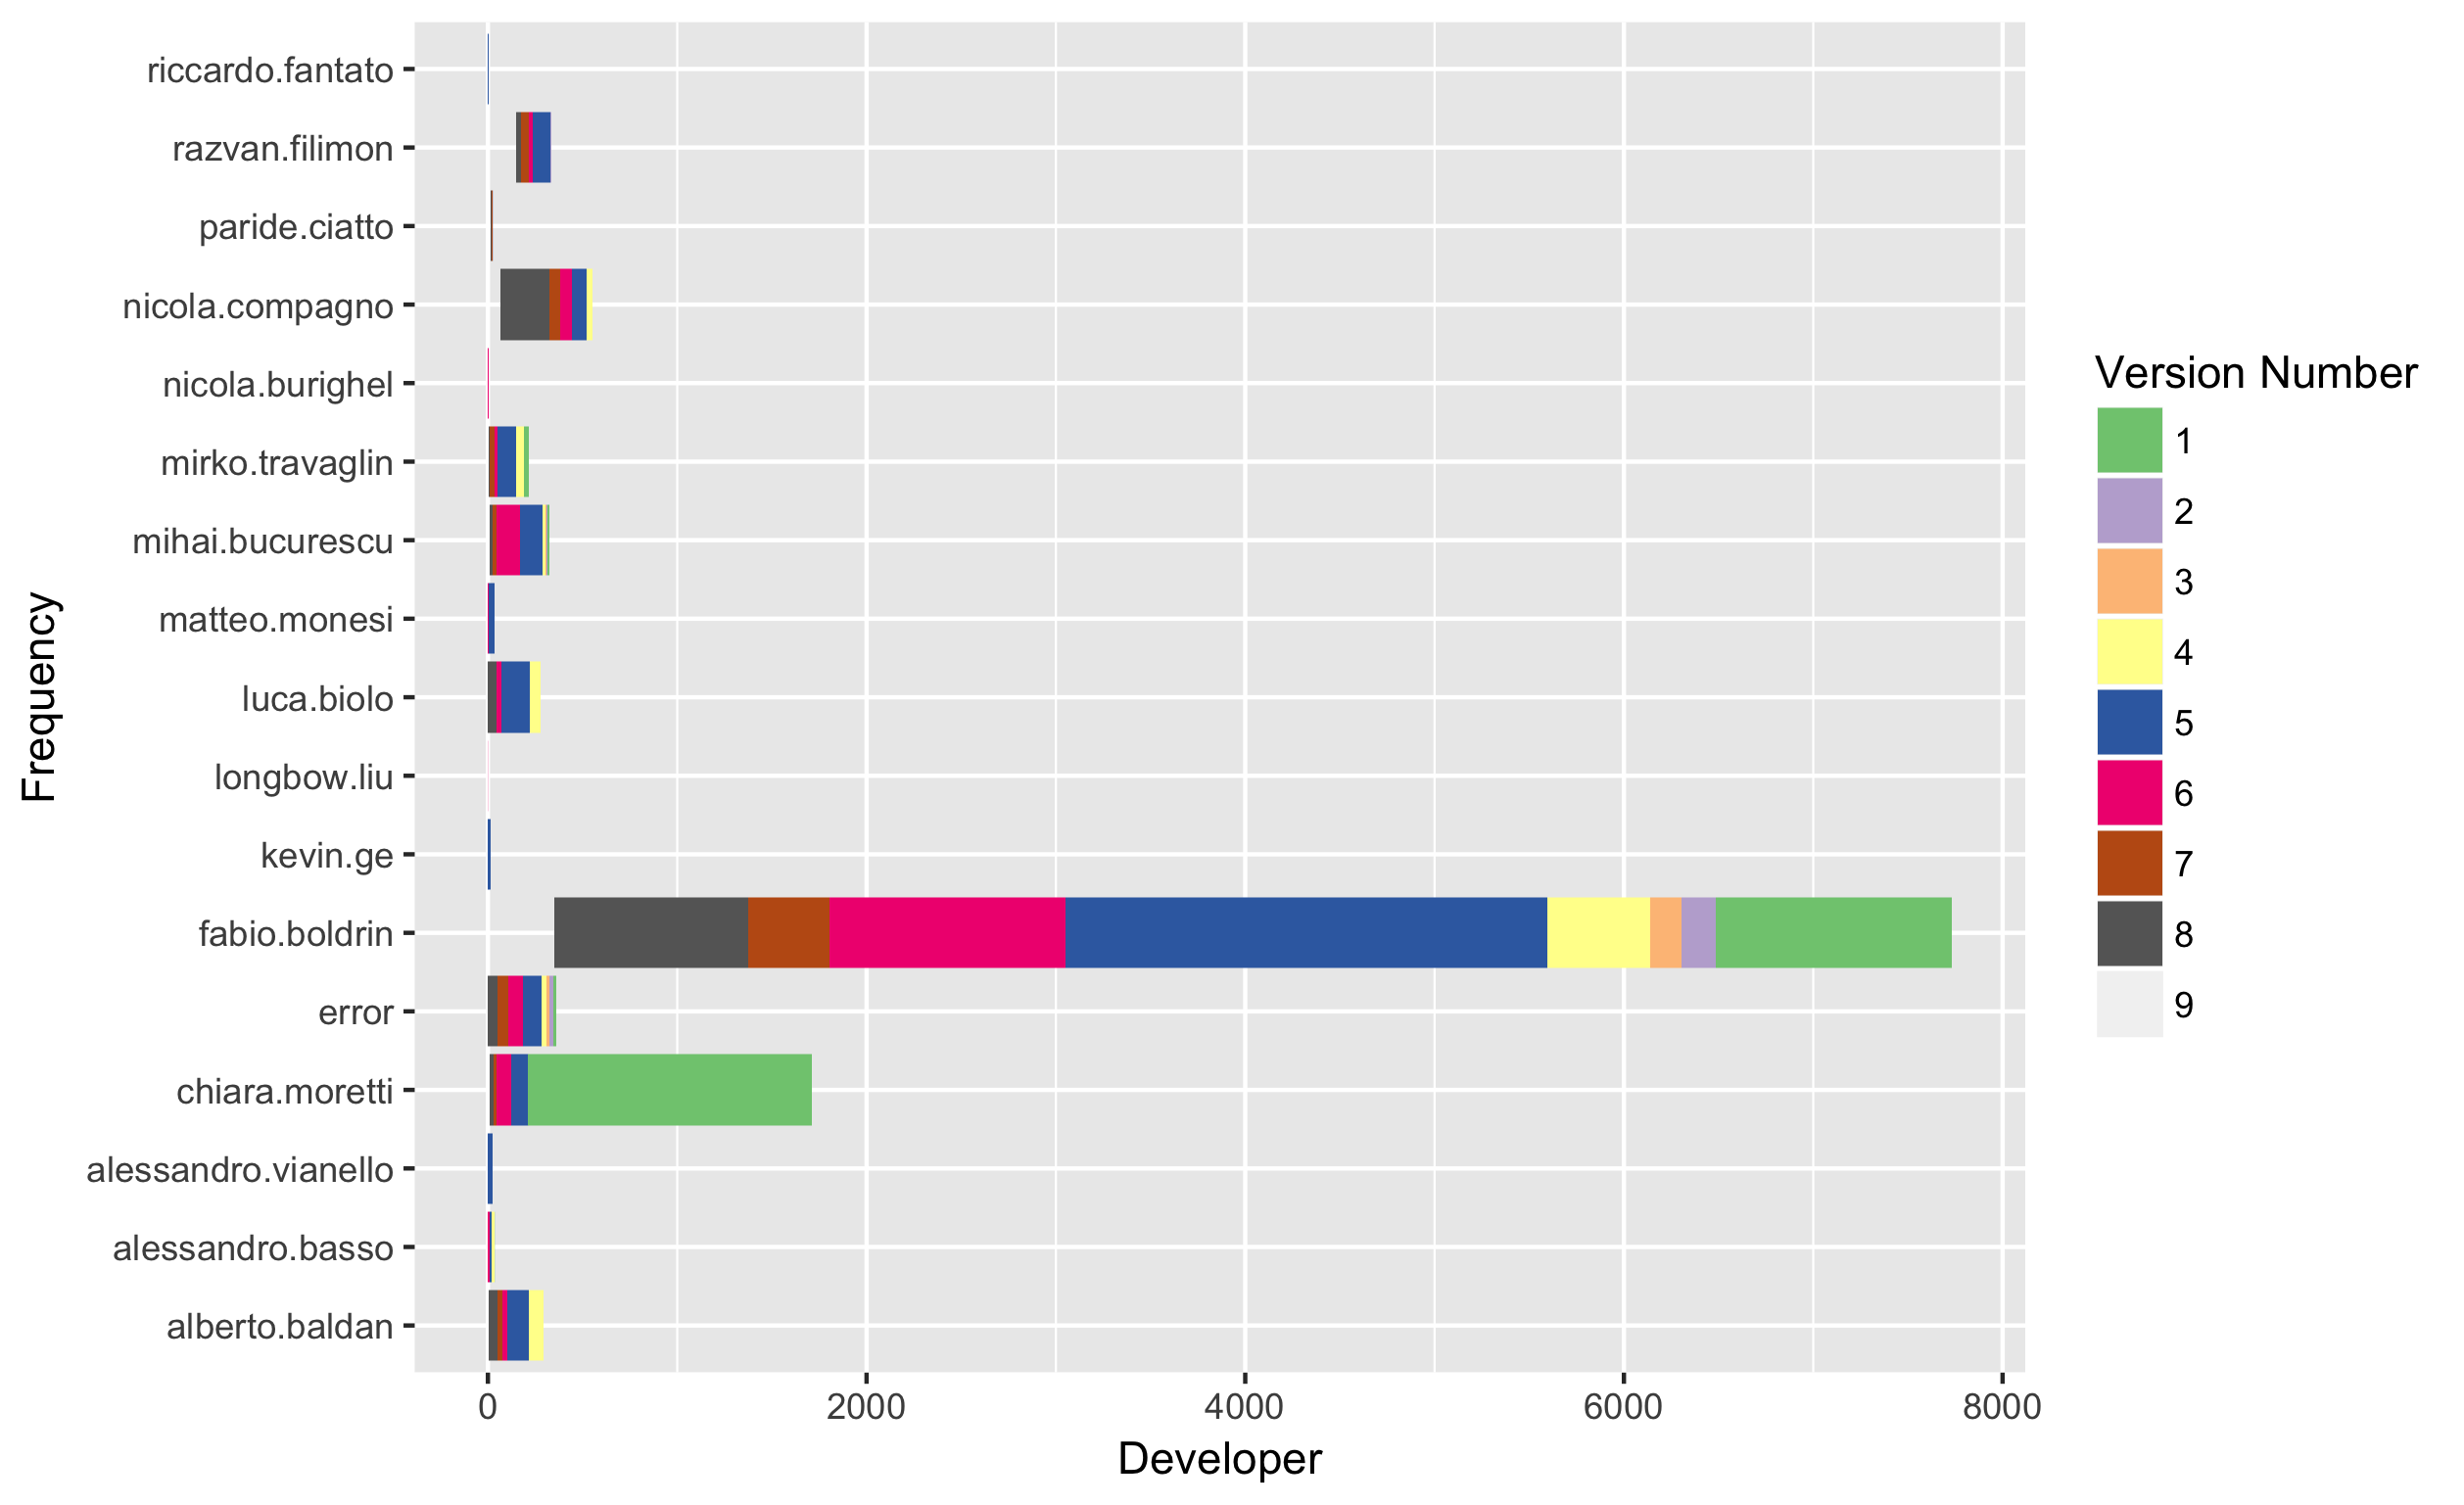 riccardo.fantato
razvan.filimon
paride.ciatto
nicola.compagno
nicola.burighel
mirko.travaglin
mihai.bucurescu
matteo.monesi
luca.biolo
longbow.liu
kevin.ge
fabio.boldrin
error
chiara.moretti
alessandro.vianello
alessandro.basso
alberto.baldan
Frequency
0 2000 4000 6000 8000
Developer
Version Number
1
2
3
4
5
6
7
8
9